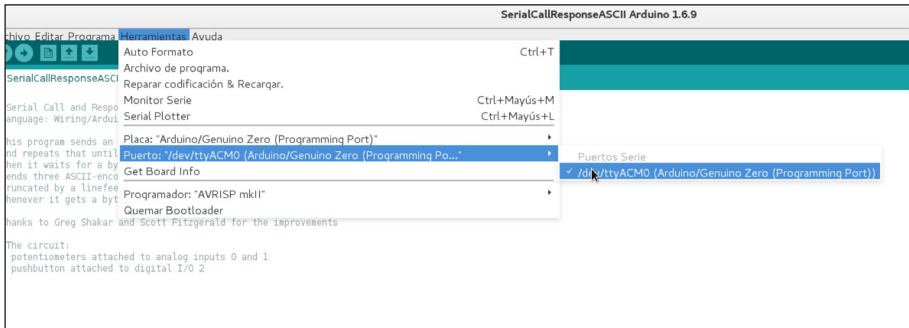 SerialCallResponseASCII Arduino 1.6.9
chivo Editar Programa Herramientas Ayuda
SerialCallResponseASCI
Auto Formato Ctrl+T
Archivo de programa.
Reparar codificación & Recargar.
Monitor Serie Ctrl+Mayús+M
Serial Plotter Ctrl+Mayús+L
Placa: "Arduino/Genuino Zero (Programming Port)"
Puerto: "/dev/ttyACM0 (Arduino/Genuino Zero (Programming Po..."
Get Board Info
Programador: "AVRISP mkII"
Quemar Bootloader
Puertos Serie
/dev/ttyACM0 (Arduino/Genuino Zero (Programming Port))
Serial Call and Respo
anguage: Wiring/Ardui
his program sends an
nd repeats that until
hen it waits for a by
ends three ASCII-enco
runcated by a linefee
henever it gets a byt
hanks to Greg Shakar and Scott Fitzgerald for the improvements
The circuit:
potentiometers attached to analog inputs 0 and 1
pushbutton attached to digital I/O 2